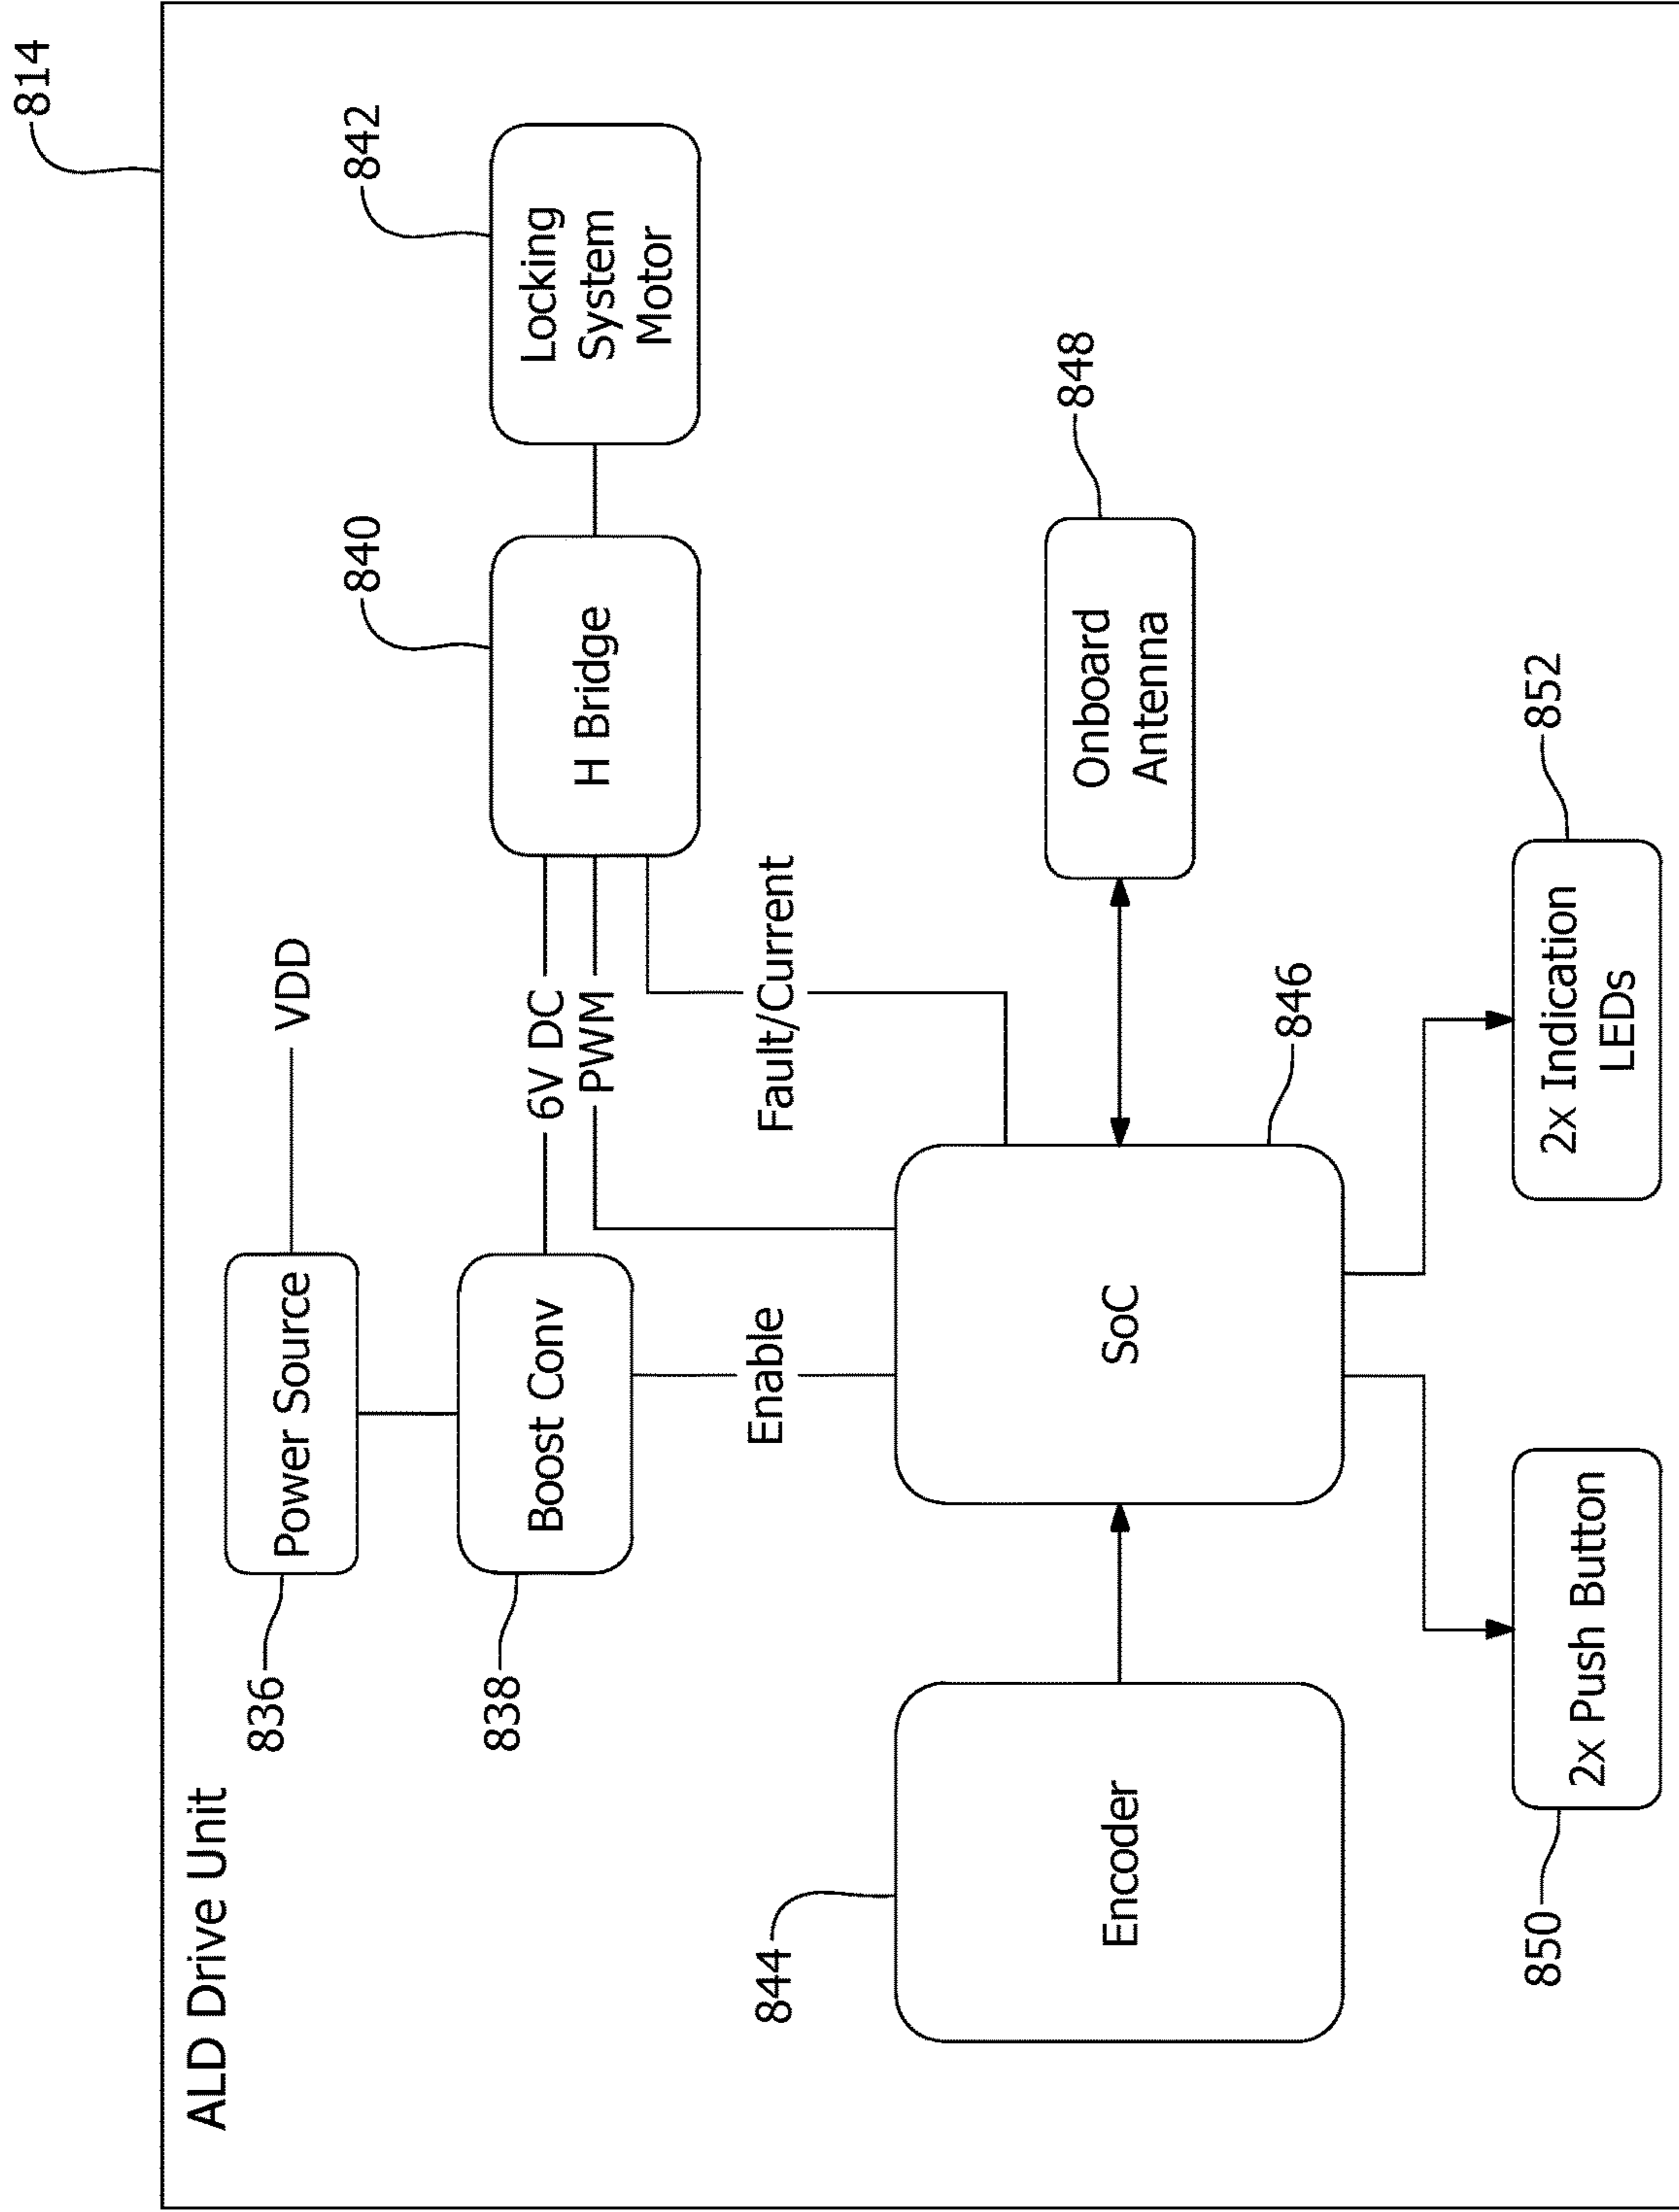 814
ALD Drive Unit
836
Power Source
VDD
838
Boost Conv
6V DC
PWM
840
H Bridge
842
Locking
System
Motor
Enable
Fault/Current
844
Encoder
SoC
846
848
Onboard
Antenna
850
2x Push Button
2x Indication
LEDs
852